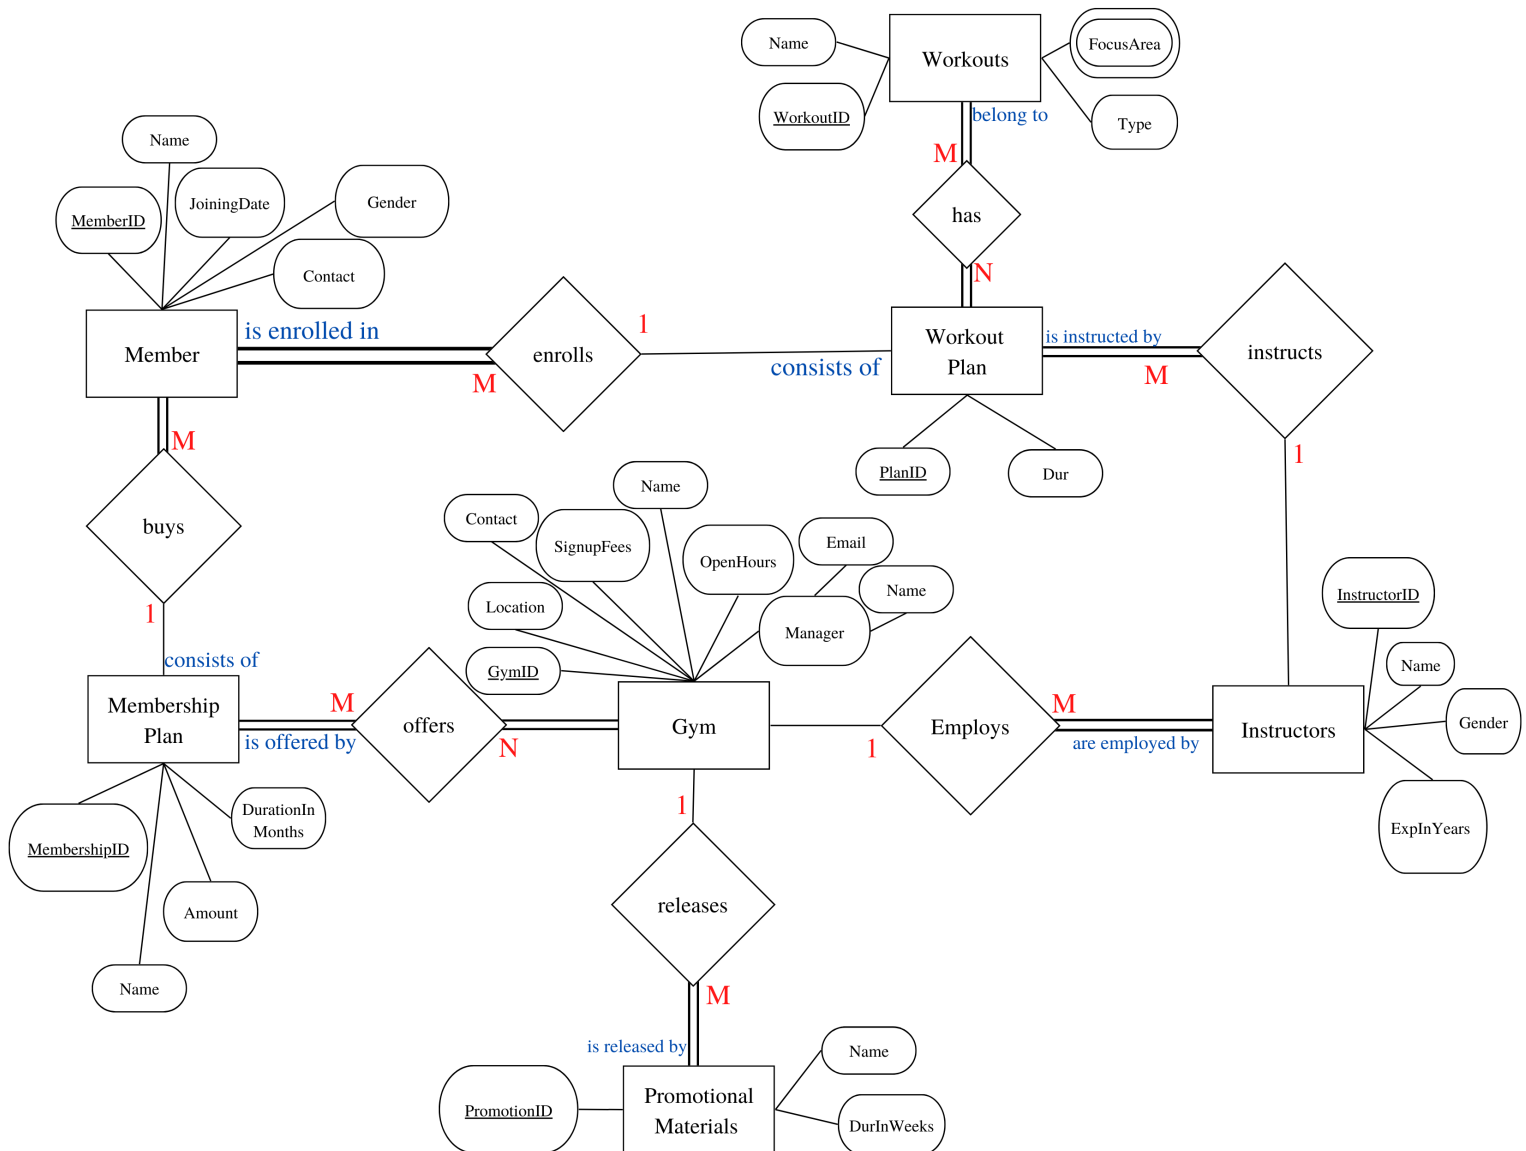 Name
Workouts
FocusArea
WorkoutID
belong to
Type
Name
M
MemberID
JoiningDate
Gender
has
Contact
N
is enrolled in
1
Member
enrolls
Workout
Plan
is instructed by
instructs
consists of
M
M
M
1
PlanID
Dur
Name
buys
Contact
SignupFees
OpenHours
Email
Name
Location
Manager
InstructorID
1
consists of
GymID
Name
Membership
Plan
M
offers
Gym
Employs
M
Instructors
Gender
is offered by
N
1
are employed by
DurationIn
Months
1
ExpInYears
MembershipID
Amount
releases
Name
M
is released by
Name
Promotional
Materials
PromotionID
DurInWeeks